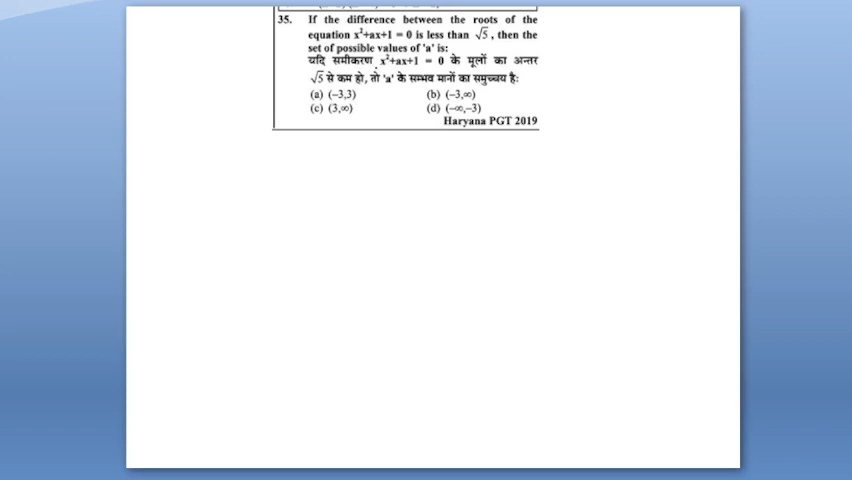 35. If the difference between the roots of the
equation x²+ax+1 = 0 is less than √5, then the
set of possible values of 'a' is:
यदि समीकरण x²+ax+1 = 0 के मूलों का अन्तर
√5 से कम हो, तो 'a' के सम्भव मानों का समुच्चय है:
(a) (–3,3) (b) (–3,∞)
(c) (3,∞) (d) (–∞,–3)
Haryana PGT 2019